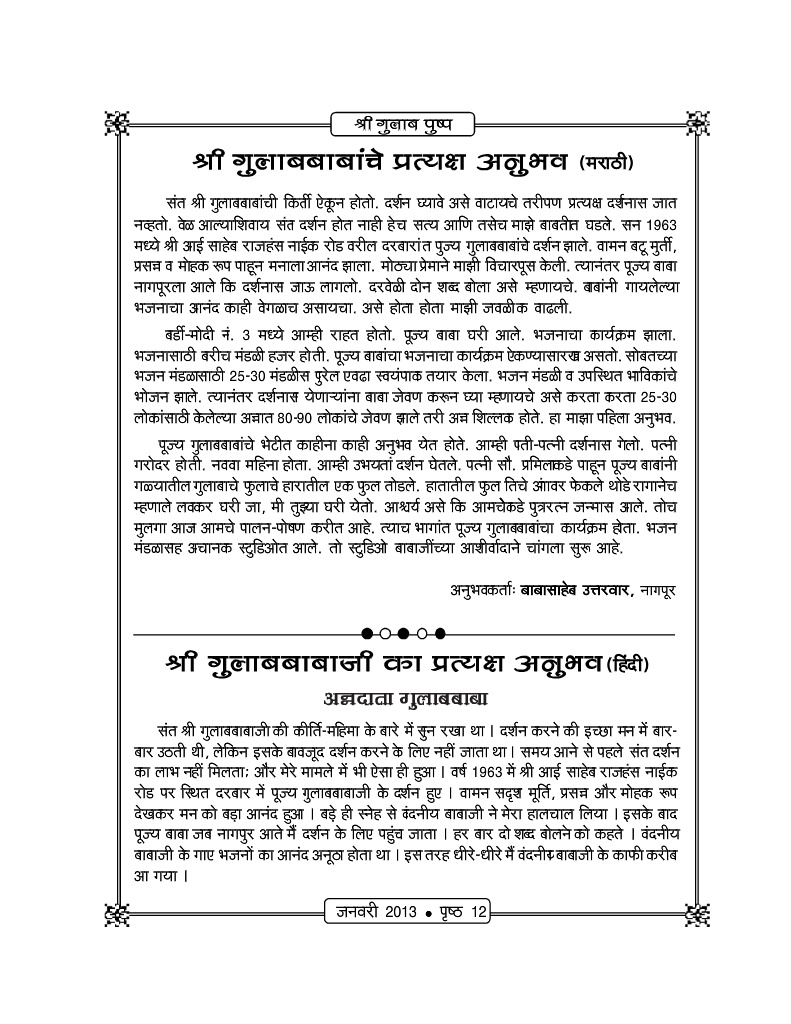 श्री गुलाब पुष्प
श्री गुलाबबाबांचे प्रत्यक्ष अनुभव (मराठी)
संत श्री गुलाबबाबांची किर्ती ऐकून होतो. दर्शन घ्यावे असे वाटायचे तरीपण प्रत्यक्ष दर्शनास जात
नव्हतो. वेळ आल्याशिवाय संत दर्शन होत नाही हेच सत्य आणि तसेच माझे बाबतीत घडले. सन 1963
मध्ये श्री आई साहेब राजहंस नाईक रोड वरील दरबारांत पुज्य गुलाबबाबांचे दर्शन झाले. वामन बटू मुर्ती,
प्रसन्न व मोहक रूप पाहून मनाला आनंद झाला. मोठ्या प्रेमाने माझी विचारपूस केली. त्यानंतर पूज्य बाबा
नागपूरला आले कि दर्शनास जाऊ लागलो. दरवेळी दोन शब्द बोला असे म्हणायचे. बाबांनी गायलेल्या
भजनाचा आनंद काही वेगळाच असायचा. असे होता होता माझी जवळीक वाढली.
बर्डी-मोदी नं. 3 मध्ये आम्ही राहत होतो. पूज्य बाबा घरी आले. भजनाचा कार्यक्रम झाला.
भजनासाठी बरीच मंडळी हजर होती. पूज्य बाबांचा भजनाचा कार्यक्रम ऐकण्यासारखा असतो. सोबतच्या
भजन मंडळासाठी 25-30 मंडळीस पुरेल एवढा स्वयंपाक तयार केला. भजन मंडळी व उपस्थित भाविकांचे
भोजन झाले. त्यानंतर दर्शनास येणाऱ्यांना बाबा जेवण करून घ्या म्हणायचे असे करता करता 25-30
लोकांसाठी केलेल्या अन्नात 80-90 लोकांचे जेवण झाले तरी अन्न शिल्लक होते. हा माझा पहिला अनुभव.
पूज्य गुलाबबाबांचे भेटीत काहीना काही अनुभव येत होते. आम्ही पती-पत्नी दर्शनास गेलो. पत्नी
गरोदर होती. नववा महिना होता. आम्ही उभयतां दर्शन घेतले. पत्नी सौ. प्रमिलाकडे पाहून पूज्य बाबांनी
गळ्यातील गुलाबाचे फुलाचे हारातील एक फुल तोडले. हातातील फुल तिचे अंगावर फेकले थोडे रागानेच
म्हणाले लवकर घरी जा, मी तुझ्या घरी येतो. आश्चर्य असे कि आमचेकडे पुत्ररत्न जन्मास आले. तोच
मुलगा आज आमचे पालन-पोषण करीत आहे. त्याच भागांत पूज्य गुलाबबाबांचा कार्यक्रम होता. भजन
मंडळासह अचानक स्टुडिओत आले. तो स्टुडिओ बाबाजींच्या आशीर्वादाने चांगला सुरू आहे.
अनुभवकर्ताः बाबासाहेब उत्तरवार, नागपूर
श्री गुलाबबाबाजी का प्रत्यक्ष अनुभव (हिंदी)
अन्नदाता गुलाबबाबा
संत श्री गुलाबबाबाजी की कीर्ति-महिमा के बारे में सुन रखा था । दर्शन करने की इच्छा मन में बार-
बार उठती थी, लेकिन इसके बावजूद दर्शन करने के लिए नहीं जाता था । समय आने से पहले संत दर्शन
का लाभ नहीं मिलता; और मेरे मामले में भी ऐसा ही हुआ । वर्ष 1963 में श्री आई साहेब राजहंस नाईक
रोड पर स्थित दरबार में पूज्य गुलाबबाबाजी के दर्शन हुए । वामन सदृश मूर्ति, प्रसन्न और मोहक रूप
देखकर मन को बड़ा आनंद हुआ । बड़े ही स्नेह से वंदनीय बाबाजी ने मेरा हालचाल लिया । इसके बाद
पूज्य बाबा जब नागपुर आते मैं दर्शन के लिए पहुंच जाता । हर बार दो शब्द बोलने को कहते । वंदनीय
बाबाजी के गाए भजनों का आनंद अनूठा होता था । इस तरह धीरे-धीरे मैं वंदनीय बाबाजी के काफी करीब
आ गया ।
जनवरी 2013 ● पृष्ठ 12